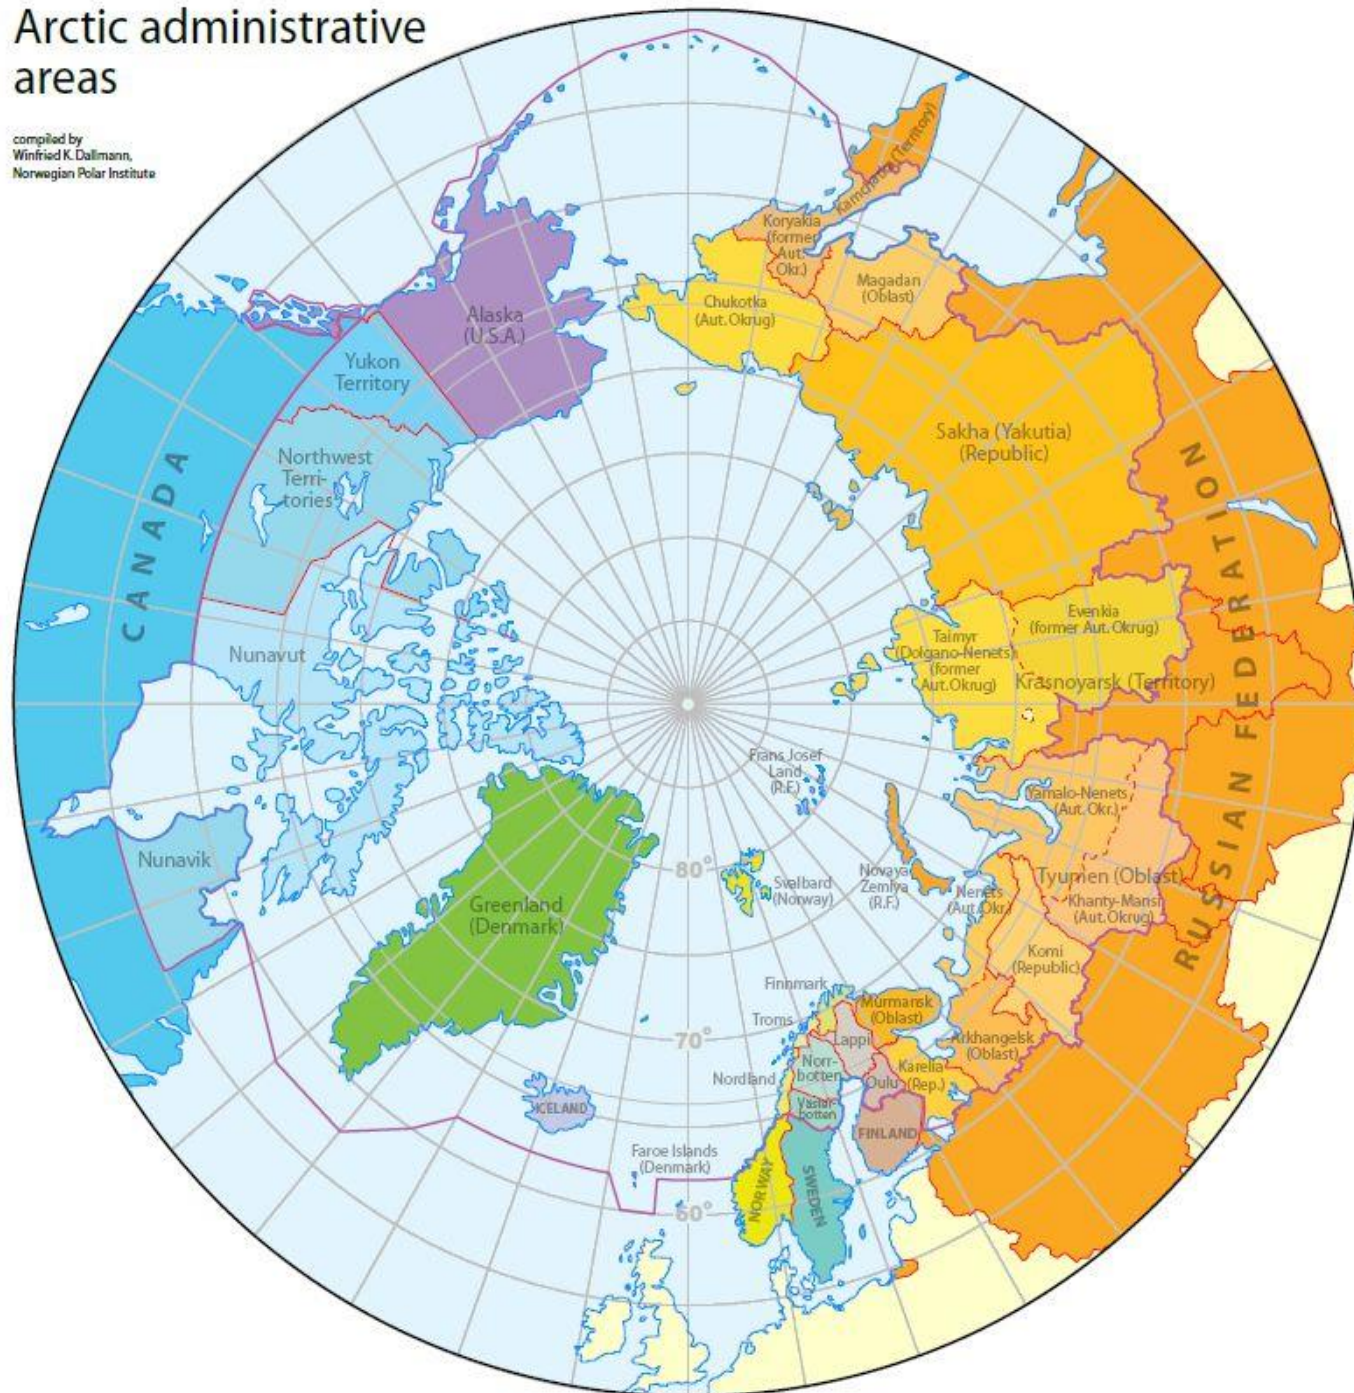 Arctic administrative
areas
compiled by
Winfried K. Dallmann,
Norwegian Polar Institute
Kamchatka (Territory)
Koryakia
(former
Aut.
Okr.)
Magadan
(Oblast)
Chukotka
(Aut. Okrug)
Alaska
(U.S.A.)
Yukon
Territory
Northwest
Terri-
tories
CANADA
Sakha (Yakutia)
(Republic)
RUSSIAN FEDERATION
Evenkia
(former Aut. Okrug)
Taimyr
(Dolgano-Nenets)
(former
Aut. Okrug)
Krasnoyarsk (Territory)
Nunavut
Frans Josef
Land
(R.F.)
Yamalo-Nenets
(Aut. Okr.)
Nunavik
80°
Svalbard
(Norway)
Novaya
Zemlya
(R.F.)
Nenets
(Aut. Okr.)
Tyumen (Oblast)
Khanty-Mansi
(Aut. Okrug)
Greenland
(Denmark)
Komi
(Republic)
Finnmark
Murmansk
(Oblast)
Troms
Lappi
70°
Arkhangelsk
(Oblast)
Norr-
botten
Oulu
Karelia
(Rep.)
Nordland
Väster-
botten
ICELAND
FINLAND
Faroe Islands
(Denmark)
NORWAY
SWEDEN
60°